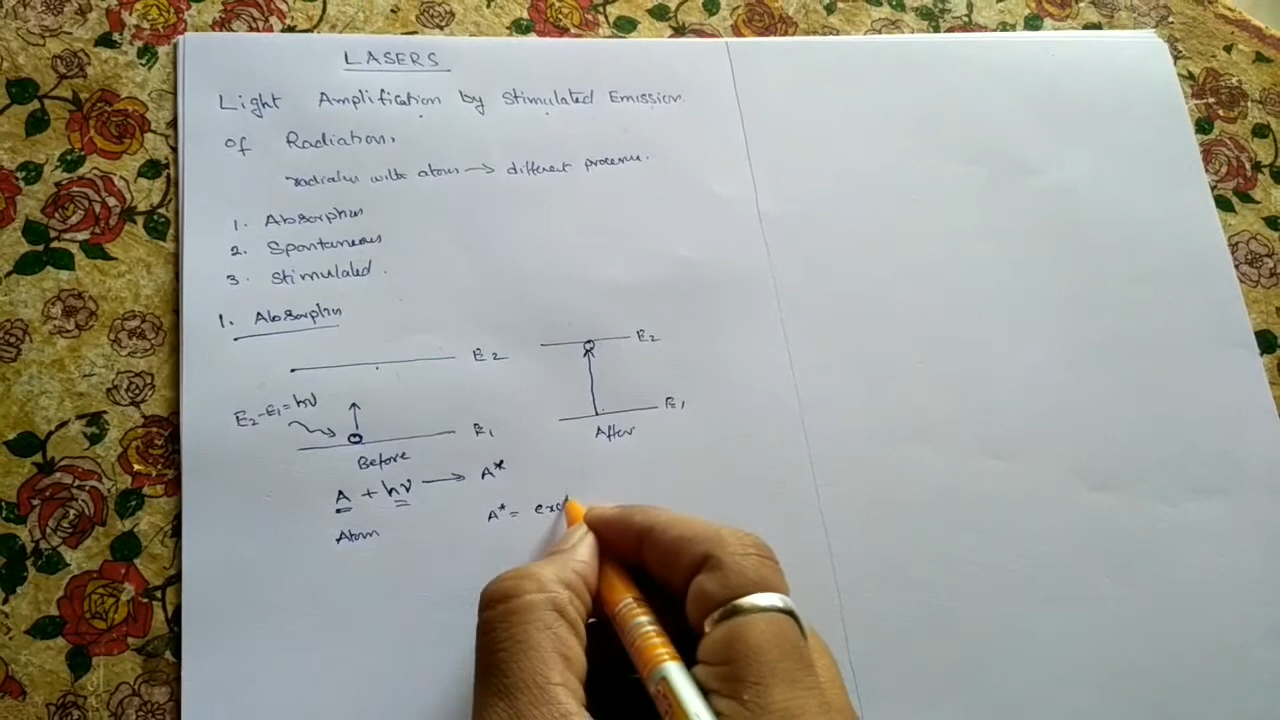 LASERS
Light Amplification by Stimulated Emission
of Radiation.
radiation with atom → different process.
1. Absorption
2. Spontaneous
3. Stimulated.
1. Absorption
E2
E2
E2-E1=hν
E1
E1
Before
After
A + hν → A*
Atom
A* = exc